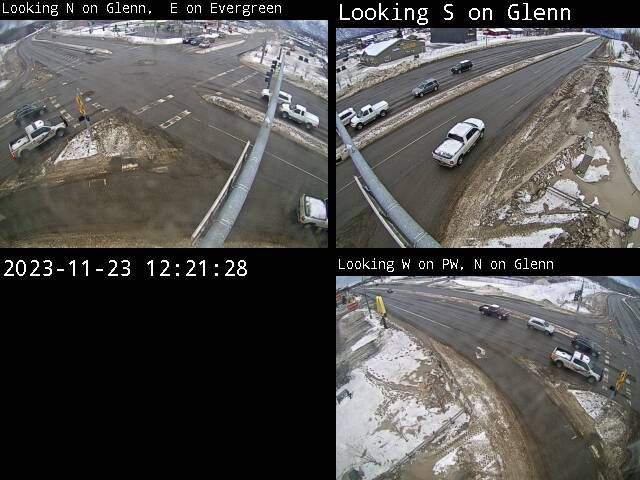 Looking N on Glenn,  E on Evergreen
Looking S on Glenn
2023-11-23 12:21:28
Looking W on PW, N on Glenn